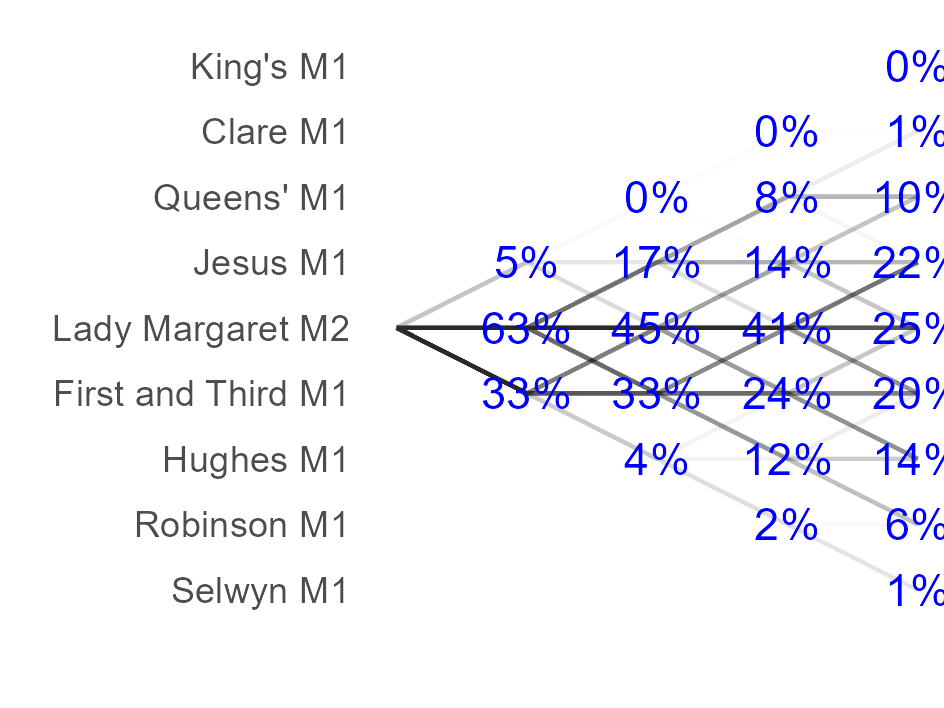 King's M1 0%
Clare M1 0% 1%
Queens' M1 0% 8% 10%
Jesus M1 5% 17% 14% 22%
Lady Margaret M2 63% 45% 41% 25%
First and Third M1 33% 33% 24% 20%
Hughes M1 4% 12% 14%
Robinson M1 2% 6%
Selwyn M1 1%